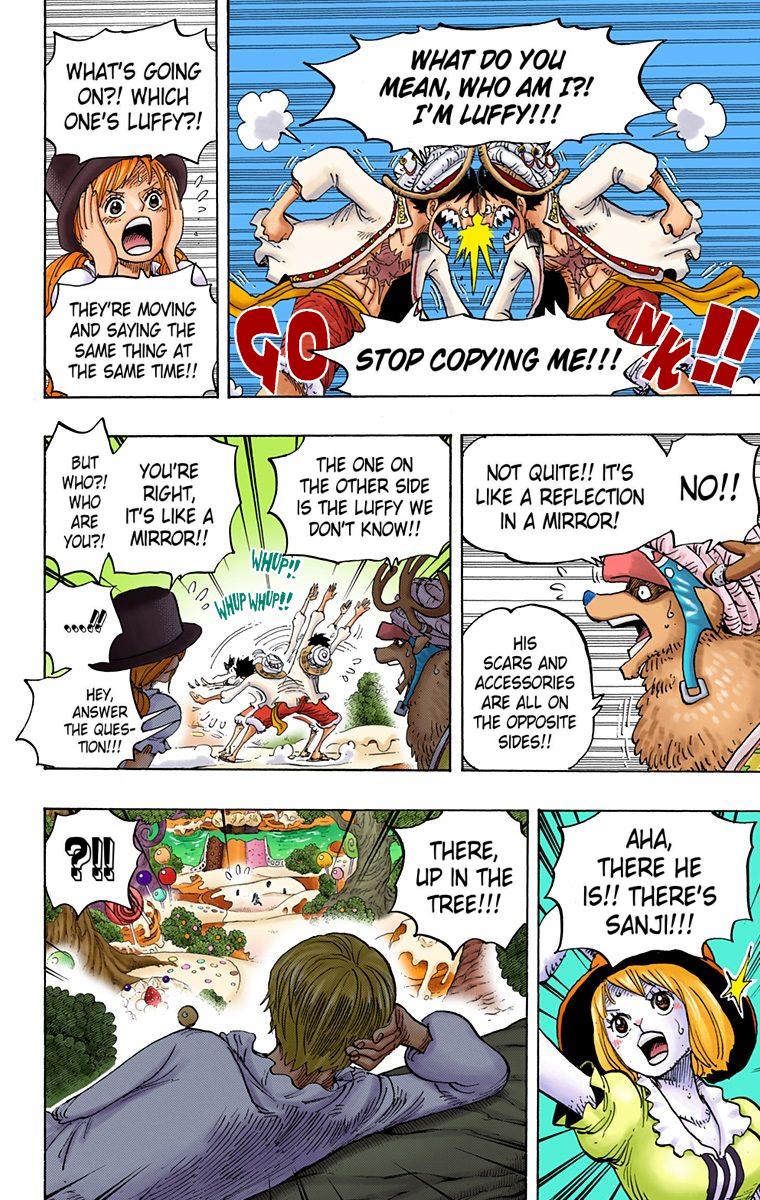 WHAT DO YOU
MEAN, WHO AM I?!
I'M LUFFY!!!
GO NK!!
STOP COPYING ME!!!
WHAT'S GOING
ON?! WHICH
ONE'S LUFFY?!
THEY'RE MOVING
AND SAYING THE
SAME THING AT
THE SAME TIME!!
NO!!
NOT QUITE!! IT'S
LIKE A REFLECTION
IN A MIRROR!
HIS
SCARS AND
ACCESSORIES
ARE ALL ON
THE OPPOSITE
SIDES!!
THE ONE ON
THE OTHER SIDE
IS THE LUFFY WE
DON'T KNOW!!
YOU'RE
RIGHT,
IT'S LIKE A
MIRROR!!
BUT
WHO?!
WHO
ARE
YOU?!
WHUP!!
WHUP WHUP!!
....!!
HEY,
ANSWER
THE QUES-
TION!!!
AHA,
THERE HE
IS!! THERE'S
SANJI!!!
THERE,
UP IN THE
TREE!!!
?!!